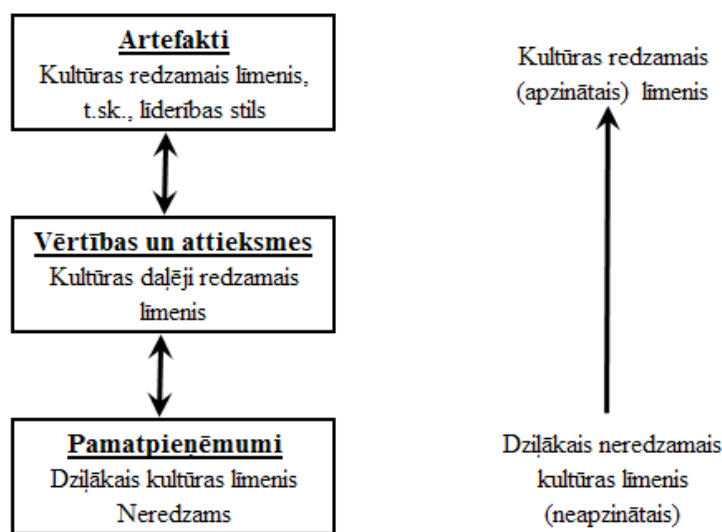 Artefakti
Kultūras redzamais līmenis,
t.sk., līderības stils
Kultūras redzamais
(apzinātais) līmenis
Vērtības un attieksmes
Kultūras daļēji redzamais
līmenis
Pamatpieņēmumi
Dziļākais kultūras līmenis
Neredzams
Dziļākais neredzamais
kultūras līmenis
(neapzinātais)